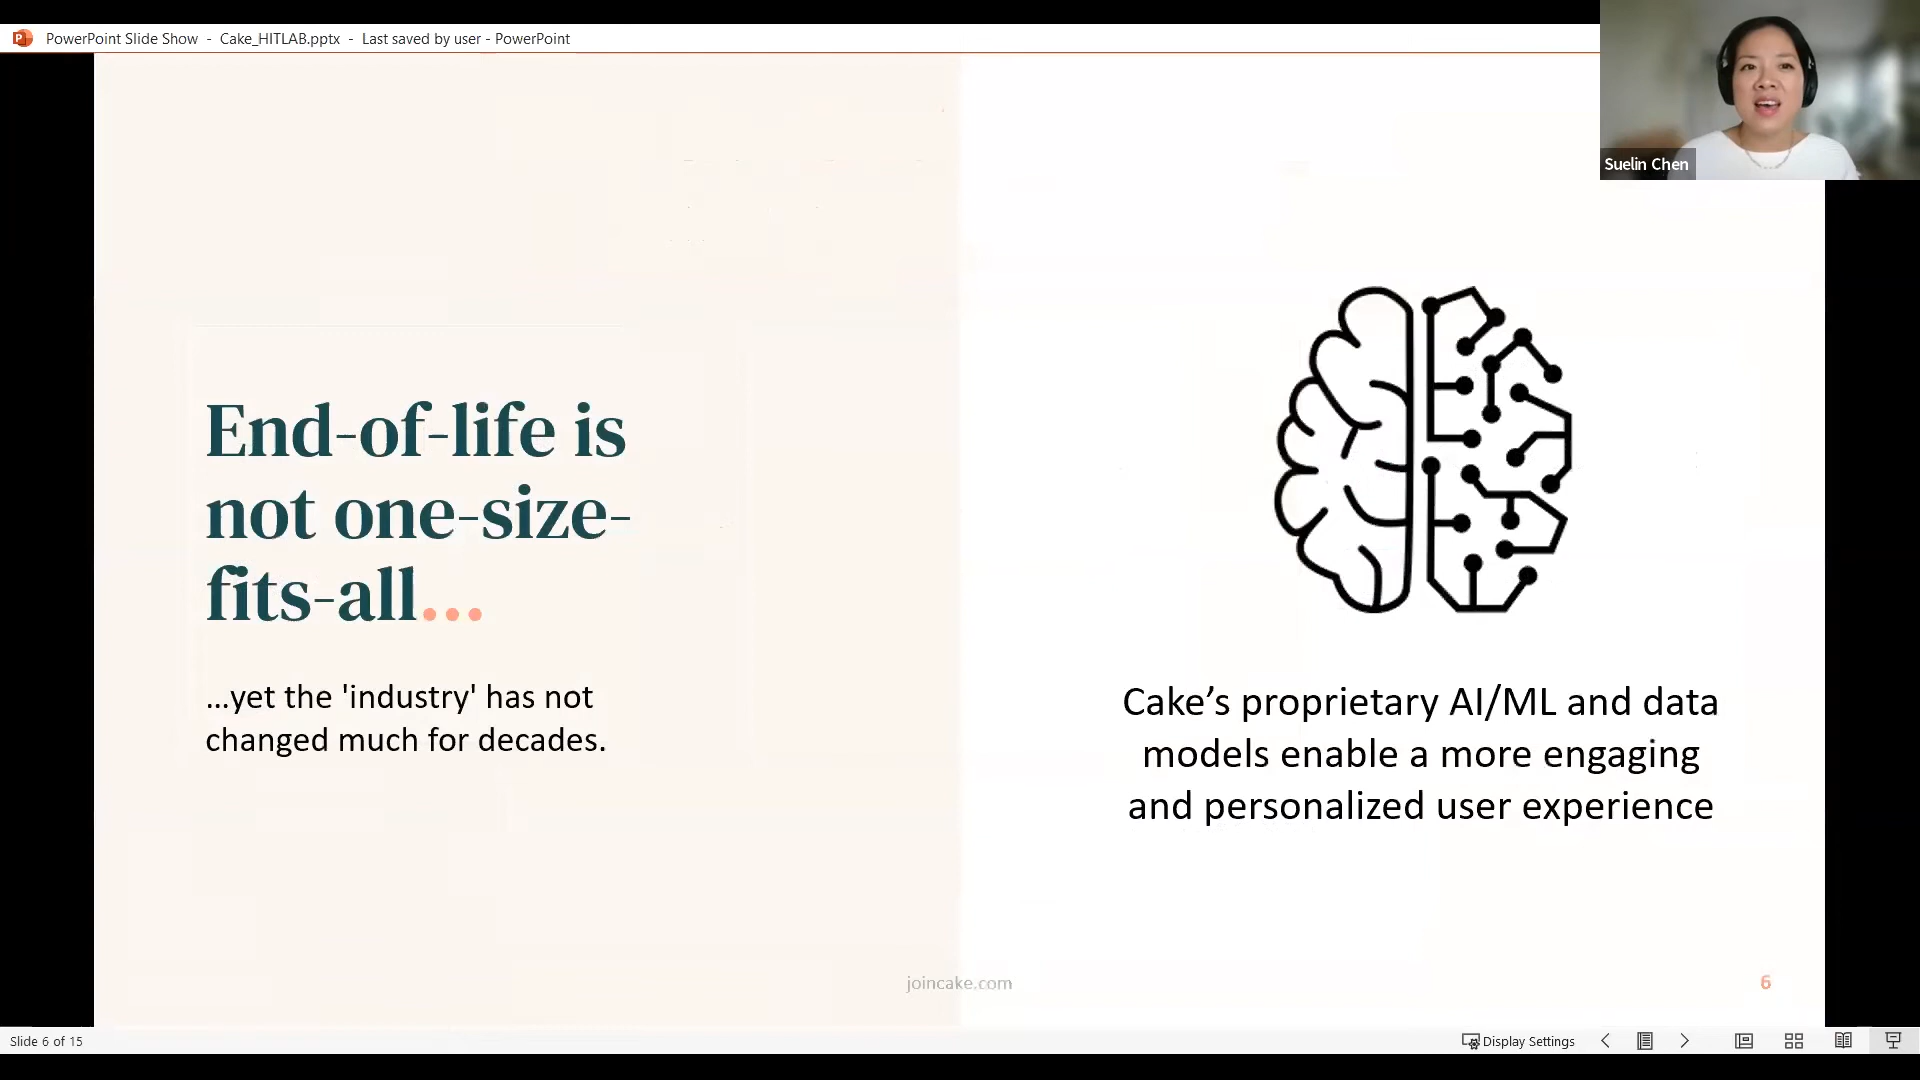 PowerPoint Slide Show - Cake_HITLAB.pptx - Last saved by user - PowerPoint
Suelin Chen
End-of-life is
not one-size-
fits-all...
...yet the 'industry' has not
changed much for decades.
Cake’s proprietary AI/ML and data
models enable a more engaging
and personalized user experience
joincake.com
6
Slide 6 of 15
Display Settings